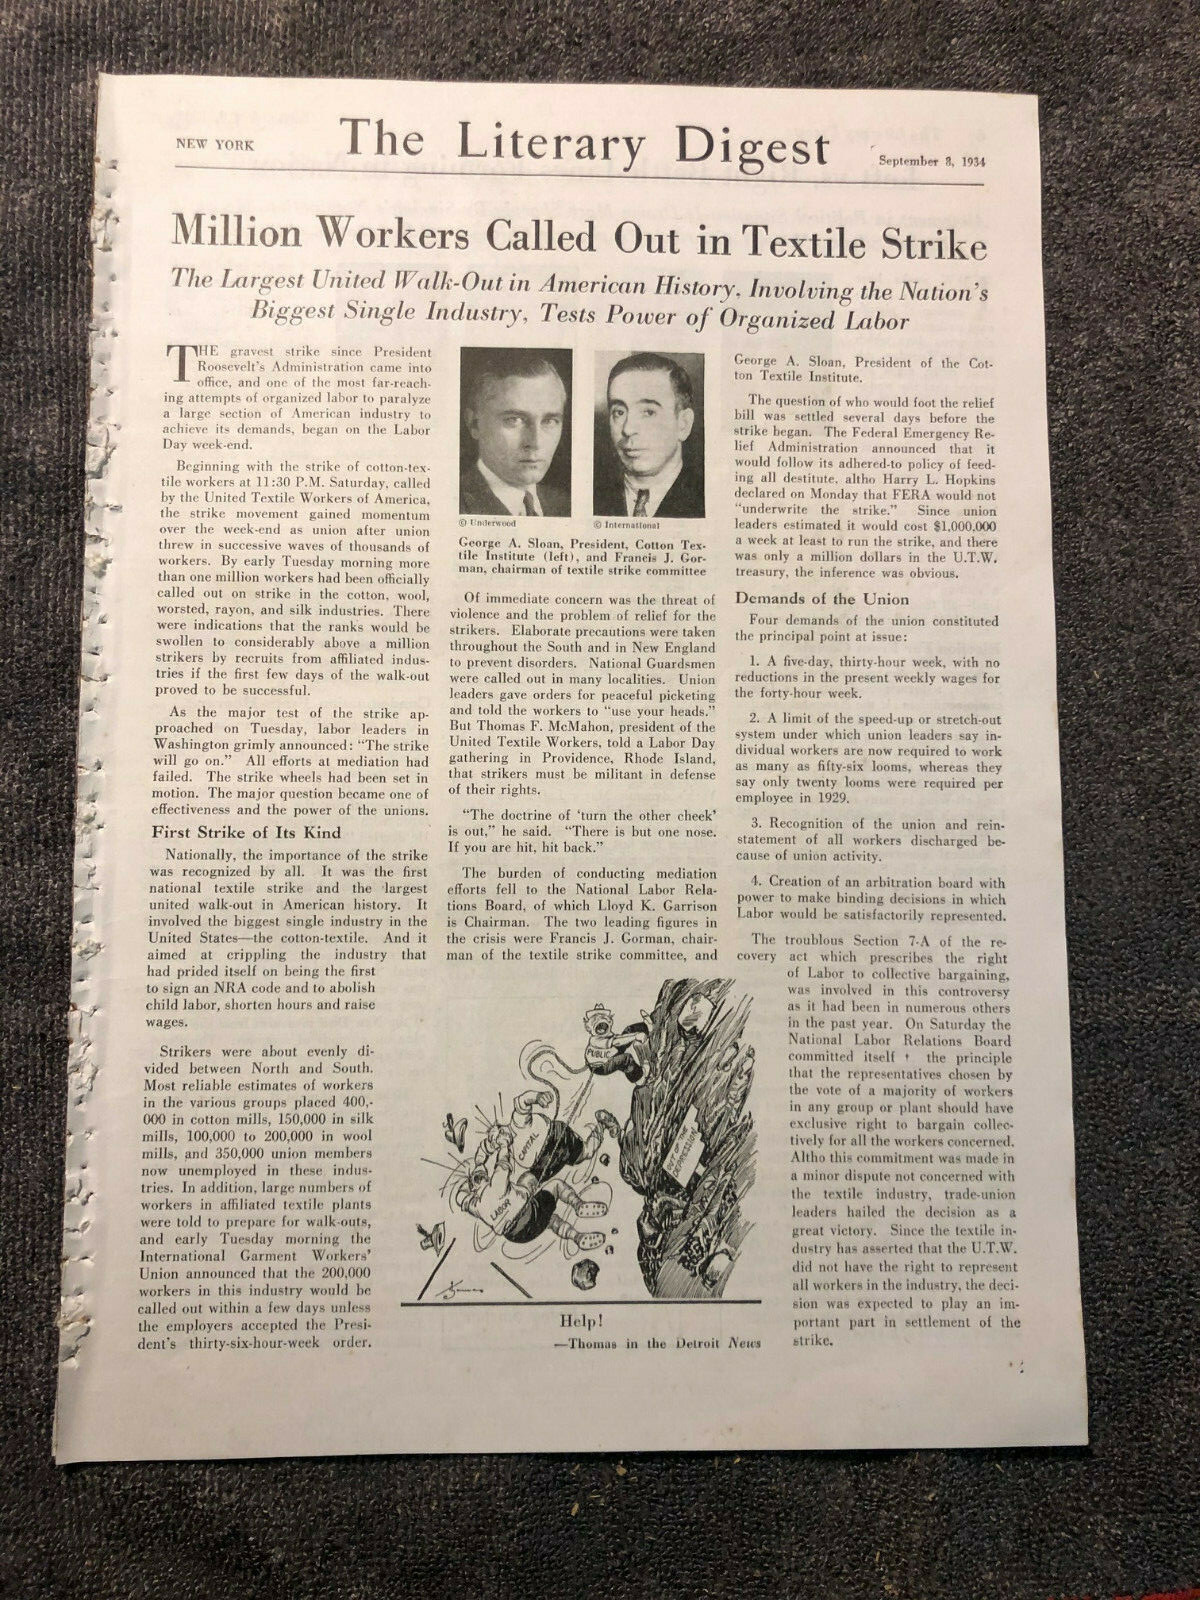 NEW YORK
The Literary Digest
September 8, 1934
Million Workers Called Out in Textile Strike
The Largest United Walk-Out in American History, Involving the Nation's
Biggest Single Industry, Tests Power of Organized Labor
THE gravest strike since President
Roosevelt's Administration came into
office, and one of the most far-reach-
ing attempts of organized labor to paralyze
a large section of American industry to
achieve its demands, began on the Labor
Day week-end.
Beginning with the strike of cotton-tex-
tile workers at 11:30 P.M. Saturday, called
by the United Textile Workers of America,
the strike movement gained momentum
over the week-end as union after union
threw in successive waves of thousands of
workers. By early Tuesday morning more
than one million workers had been officially
called out on strike in the cotton, wool,
worsted, rayon, and silk industries. There
were indications that the ranks would be
swollen to considerably above a million
strikers by recruits from affiliated indus-
tries if the first few days of the walk-out
proved to be successful.
As the major test of the strike ap-
proached on Tuesday, labor leaders in
Washington grimly announced: "The strike
will go on." All efforts at mediation had
failed. The strike wheels had been set in
motion. The major question became one of
effectiveness and the power of the unions.
First Strike of Its Kind
Nationally, the importance of the strike
was recognized by all. It was the first
national textile strike and the largest
united walk-out in American history. It
involved the biggest single industry in the
United States—the cotton-textile. And it
aimed at crippling the industry that
had prided itself on being the first
to sign an NRA code and to abolish
child labor, shorten hours and raise
wages.
Strikers were about evenly di-
vided between North and South.
Most reliable estimates of workers
in the various groups placed 400,-
000 in cotton mills, 150,000 in silk
mills, 100,000 to 200,000 in wool
mills, and 350,000 union members
now unemployed in these indus-
tries. In addition, large numbers of
workers in affiliated textile plants
were told to prepare for walk-outs,
and early Tuesday morning the
International Garment Workers'
Union announced that the 200,000
workers in this industry would be
called out within a few days unless
the employers accepted the Presi-
dent's thirty-six-hour-week order.
© Underwood
© International
George A. Sloan, President, Cotton Tex-
tile Institute (left), and Francis J. Gor-
man, chairman of textile strike committee
Of immediate concern was the threat of
violence and the problem of relief for the
strikers. Elaborate precautions were taken
throughout the South and in New England
to prevent disorders. National Guardsmen
were called out in many localities. Union
leaders gave orders for peaceful picketing
and told the workers to "use your heads."
But Thomas F. McMahon, president of the
United Textile Workers, told a Labor Day
gathering in Providence, Rhode Island,
that strikers must be militant in defense
of their rights.
"The doctrine of 'turn the other cheek'
is out," he said. "There is but one nose.
If you are hit, hit back."
The burden of conducting mediation
efforts fell to the National Labor Rela-
tions Board, of which Lloyd K. Garrison
is Chairman. The two leading figures in
the crisis were Francis J. Gorman, chair-
man of the textile strike committee, and
PUBLIC
CAPITAL
LABOR
OUT OF THE
DEPRESSION
Help!
—Thomas in the Detroit News
George A. Sloan, President of the Cot-
ton Textile Institute.
The question of who would foot the relief
bill was settled several days before the
strike began. The Federal Emergency Re-
lief Administration announced that it
would follow its adhered-to policy of feed-
ing all destitute, altho Harry L. Hopkins
declared on Monday that FERA would not
"underwrite the strike." Since union
leaders estimated it would cost $1,000,000
a week at least to run the strike, and there
was only a million dollars in the U.T.W.
treasury, the inference was obvious.
Demands of the Union
Four demands of the union constituted
the principal point at issue:
1. A five-day, thirty-hour week, with no
reductions in the present weekly wages for
the forty-hour week.
2. A limit of the speed-up or stretch-out
system under which union leaders say in-
dividual workers are now required to work
as many as fifty-six looms, whereas they
say only twenty looms were required per
employee in 1929.
3. Recognition of the union and rein-
statement of all workers discharged be-
cause of union activity.
4. Creation of an arbitration board with
power to make binding decisions in which
Labor would be satisfactorily represented.
The troublous Section 7-A of the re-
covery act which prescribes the right
of Labor to collective bargaining,
was involved in this controversy
as it had been in numerous others
in the past year. On Saturday the
National Labor Relations Board
committed itself the principle
that the representatives chosen by
the vote of a majority of workers
in any group or plant should have
exclusive right to bargain collec-
tively for all the workers concerned.
Altho this commitment was made in
a minor dispute not concerned with
the textile industry, trade-union
leaders hailed the decision as a
great victory. Since the textile in-
dustry has asserted that the U.T.W.
did not have the right to represent
all workers in the industry, the deci-
sion was expected to play an im-
portant part in settlement of the
strike.